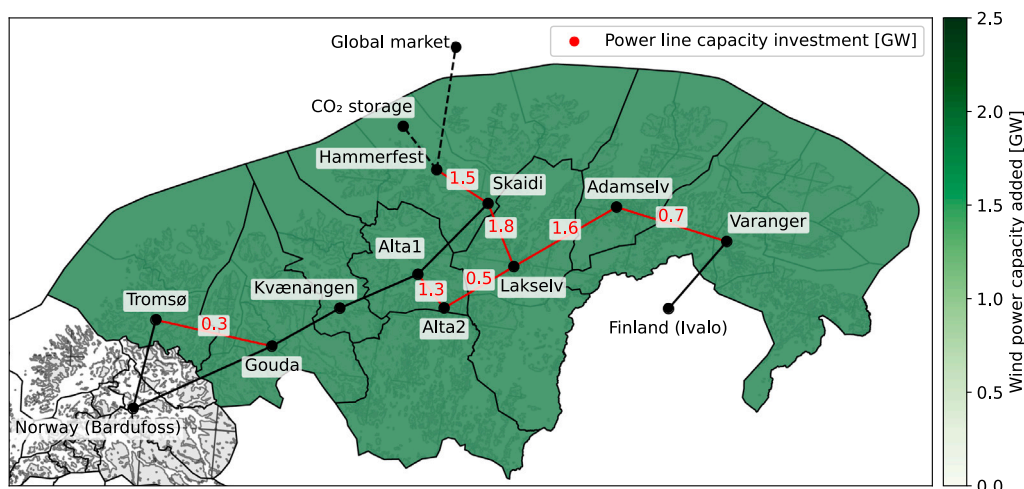 Global market
Power line capacity investment [GW]
CO₂ storage
Hammerfest
1.5
Skaidi
Adamselv
1.8
1.6
0.7
Varanger
Alta1
Kvænangen
1.3
0.5
Lakselv
Tromsø
0.3
Alta2
Finland (Ivalo)
Gouda
Norway (Bardufoss)
2.5
2.0
1.5
1.0
0.5
0.0
Wind power capacity added [GW]